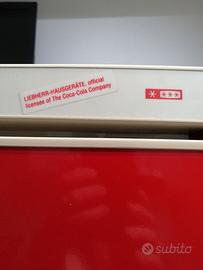 LIEBHERR-HAUSGERÄTE, official
licensee of The Coca-Cola Company
subito